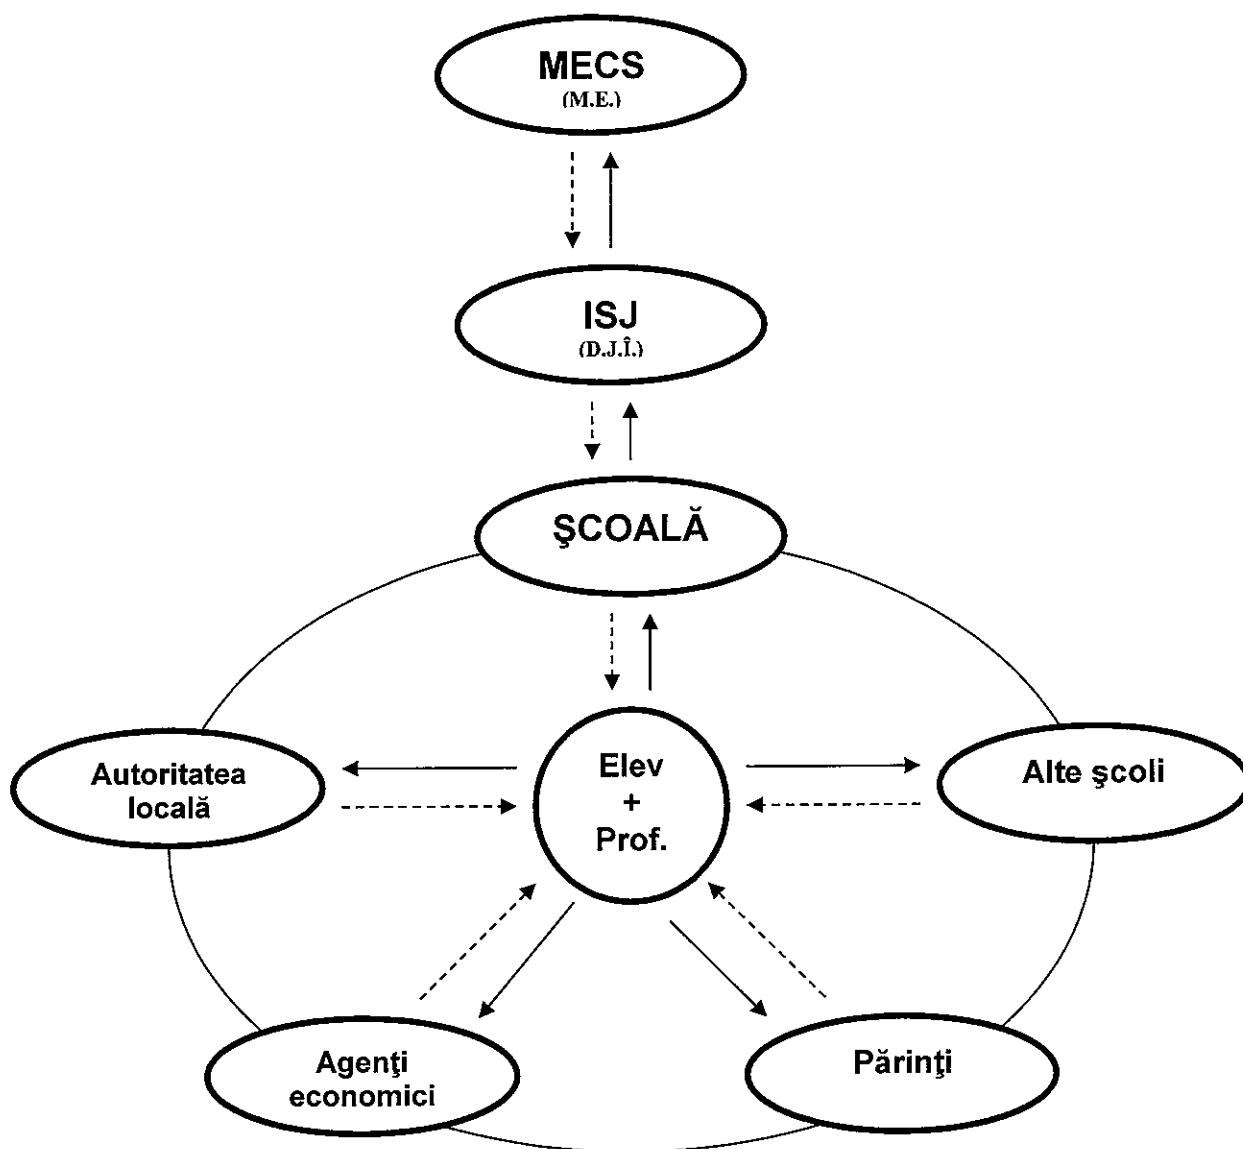 MECS
(M.E.)
ISJ
(D.J.Î.)
ŞCOALĂ
Autoritatea
locală
Elev
+
Prof.
Alte şcoli
Agenţi
economici
Părinţi